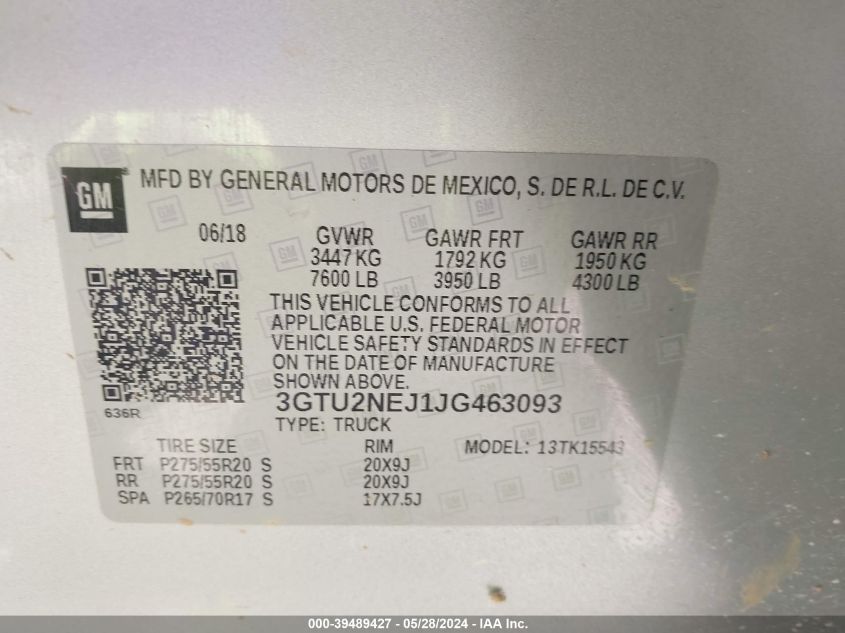 GM ® MFD BY GENERAL MOTORS DE MEXICO, S. DE R.L. DE C.V.
06/18 GVWR GAWR FRT GAWR RR
3447 KG 1792 KG 1950 KG
7600 LB 3950 LB 4300 LB
THIS VEHICLE CONFORMS TO ALL
APPLICABLE U.S. FEDERAL MOTOR
VEHICLE SAFETY STANDARDS IN EFFECT
ON THE DATE OF MANUFACTURE
SHOWN ABOVE.
636R
3GTU2NEJ1JG463093
TYPE: TRUCK
TIRE SIZE RIM MODEL: 13TK15543
FRT P275/55R20 S 20X9J
RR P275/55R20 S 20X9J
SPA P265/70R17 S 17X7.5J
000-39489427 - 05/28/2024 - IAA Inc.